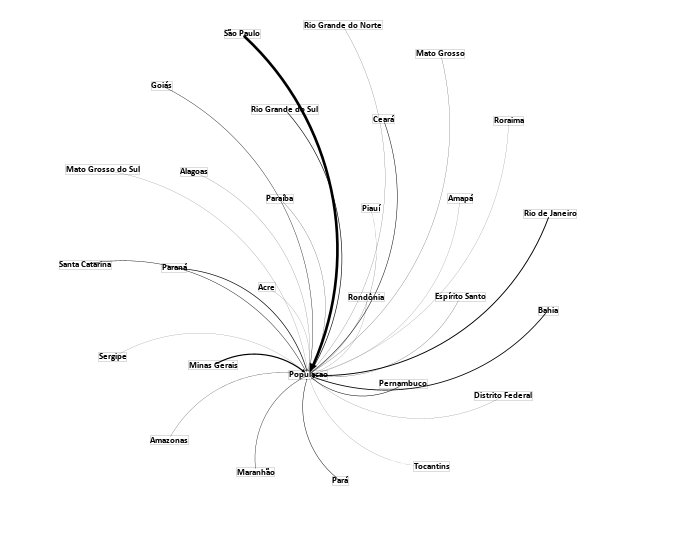 Rio Grande do Norte
São Paulo
Mato Grosso
Goiás
Rio Grande do Sul
Ceará
Roraima
Mato Grosso do Sul
Alagoas
Paraíba
Amapá
Piauí
Rio de Janeiro
Santa Catarina
Paraná
Acre
Rondônia
Espírito Santo
Bahia
Sergipe
Minas Gerais
População
Pernambuco
Distrito Federal
Amazonas
Tocantins
Maranhão
Pará